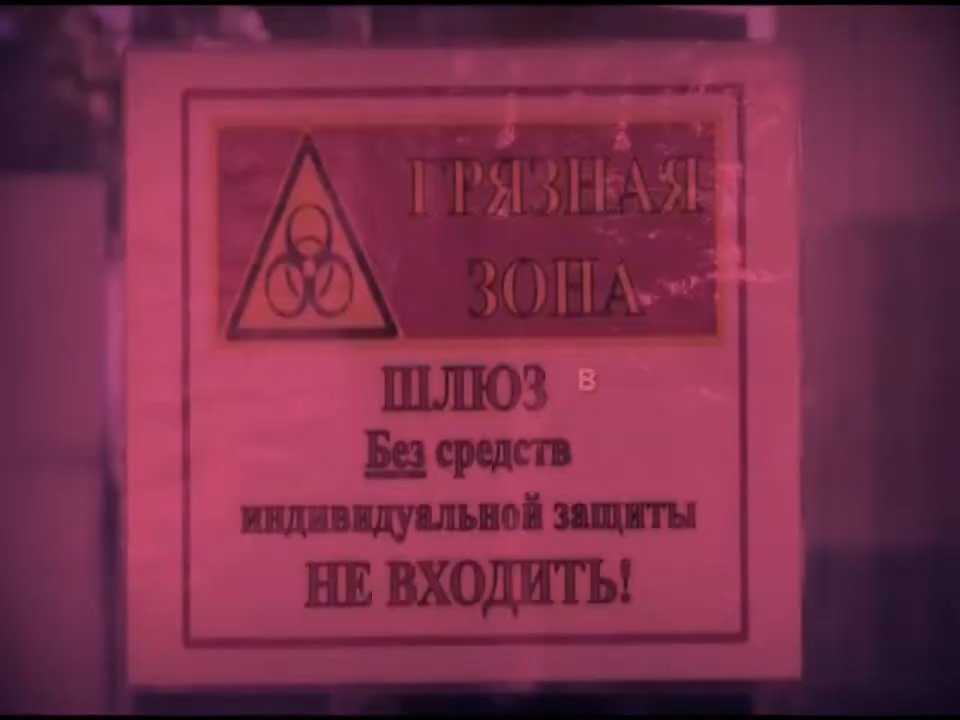 ГРЯЗНАЯ
ЗОНА
ШЛЮЗ В
Без средств
индивидуальной защиты
НЕ ВХОДИТЬ!